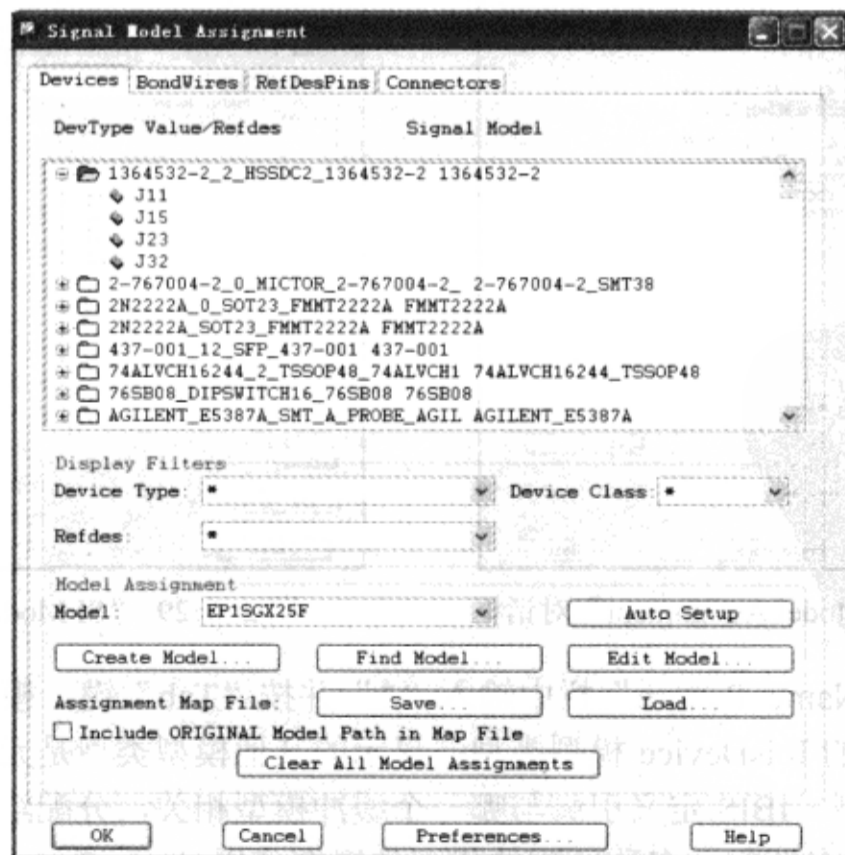 Signal Model Assignment
Devices BondWires RefDesPins Connectors
DevType Value/Refdes Signal Model
1364532-2_2_HSSDC2_1364532-2 1364532-2
J11
J15
J23
J32
2-767004-2_0_MICTOR_2-767004-2_ 2-767004-2_SMT38
2N2222A_0_SOT23_FMMT2222A FMMT2222A
2N2222A_SOT23_FMMT2222A FMMT2222A
437-001_12_SFP_437-001 437-001
74ALVCH16244_2_TSSOP48_74ALVCH1 74ALVCH16244_TSSOP48
76SB08_DIPSWITCH16_76SB08 76SB08
AGILENT_E5387A_SMT_A_PROBE_AGIL AGILENT_E5387A
Display Filters
Device Type: * Device Class: *
Refdes: *
Model Assignment
Model: EP1SGX25F Auto Setup
Create Model... Find Model... Edit Model...
Assignment Map File: Save... Load...
Include ORIGINAL Model Path in Map File
Clear All Model Assignments
OK Cancel Preferences... Help